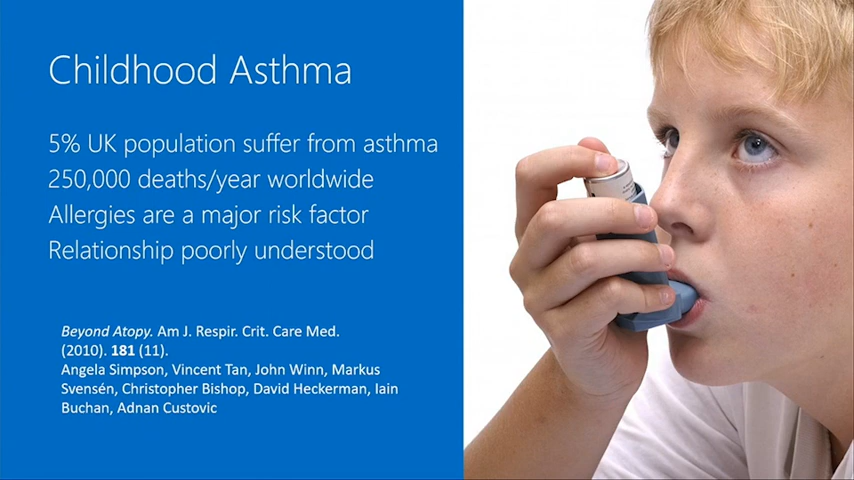 Childhood Asthma
5% UK population suffer from asthma
250,000 deaths/year worldwide
Allergies are a major risk factor
Relationship poorly understood
Beyond Atopy. Am J. Respir. Crit. Care Med.
(2010). 181 (11).
Angela Simpson, Vincent Tan, John Winn, Markus
Svensén, Christopher Bishop, David Heckerman, Iain
Buchan, Adnan Custovic